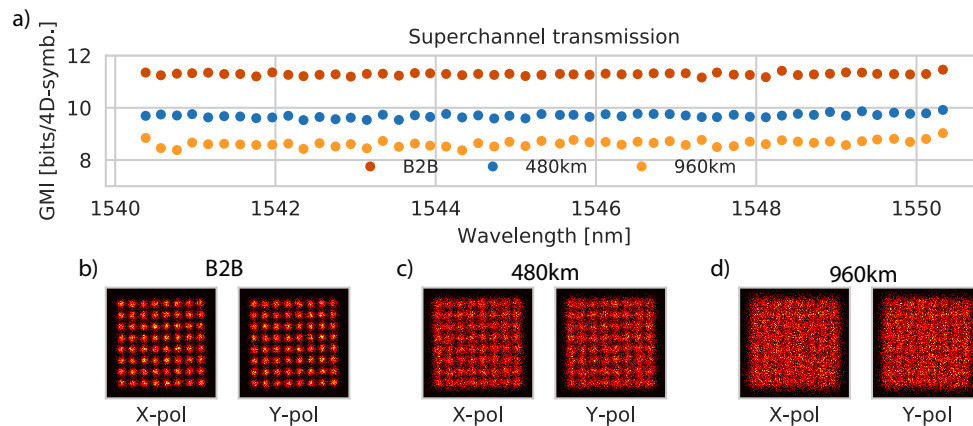 a)
Superchannel transmission
GMI [bits/4D-symb.]
12
10
8
B2B 480km 960km
1540 1542 1544 1546 1548 1550
Wavelength [nm]
b) B2B c) 480km d) 960km
X-pol Y-pol X-pol Y-pol X-pol Y-pol